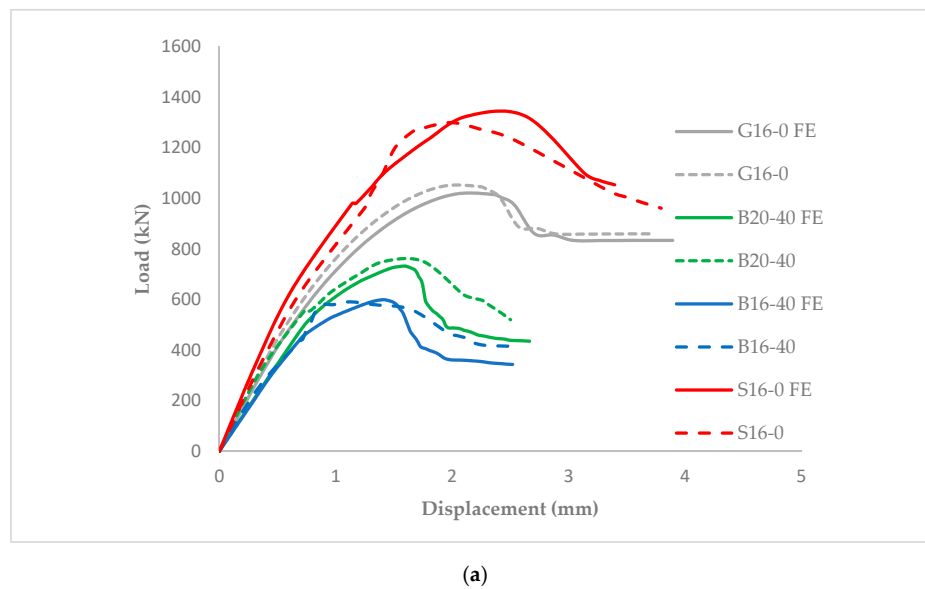 1600
1400
1200
1000
800
600
400
200
0
Load (kN)
0 1 2 3 4 5
Displacement (mm)
G16-0 FE
G16-0
B20-40 FE
B20-40
B16-40 FE
B16-40
S16-0 FE
S16-0
(a)